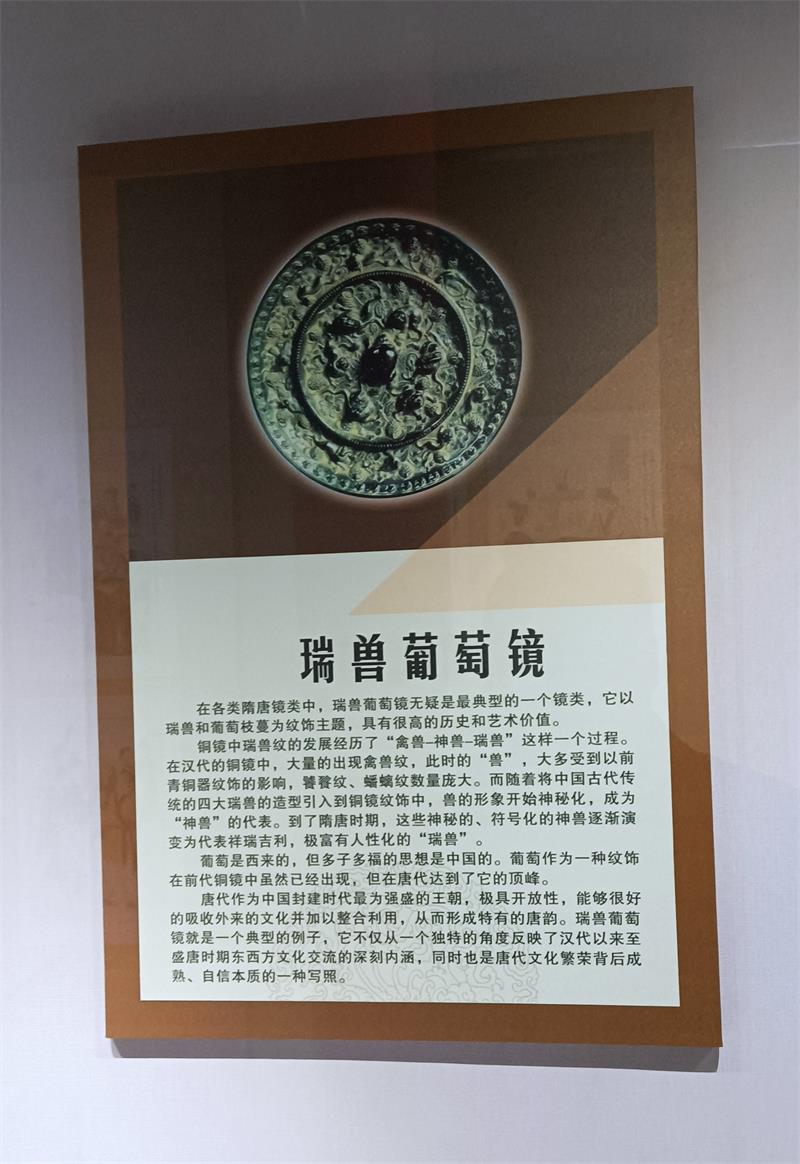 瑞兽葡萄镜
在各类隋唐镜类中，瑞兽葡萄镜无疑是最典型的一个镜类，它以
瑞兽和葡萄枝蔓为纹饰主题，具有很高的历史和艺术价值。
铜镜中瑞兽纹的发展经历了“禽兽—神兽—瑞兽”这样一个过程。
在汉代的铜镜中，大量的出现禽兽纹，此时的“兽”，大多受到以前
青铜器纹饰的影响，饕餮纹、蟠螭纹数量庞大。而随着将中国古代传
统的四大瑞兽的造型引入到铜镜纹饰中，兽的形象开始神秘化，成为
“神兽”的代表。到了隋唐时期，这些神秘的、符号化的神兽逐渐演
变为代表祥瑞吉利，极富有人性化的“瑞兽”。
葡萄是西来的，但多子多福的思想是中国的。葡萄作为一种纹饰
在前代铜镜中虽然已经出现，但在唐代达到了它的顶峰。
唐代作为中国封建时代最为强盛的王朝，极具开放性，能够很好
的吸收外来的文化并加以整合利用，从而形成特有的唐韵。瑞兽葡萄
镜就是一个典型的例子，它不仅从一个独特的角度反映了汉代以来至
盛唐时期东西方文化交流的深刻内涵，同时也是唐代文化繁荣背后成
熟、自信本质的一种写照。